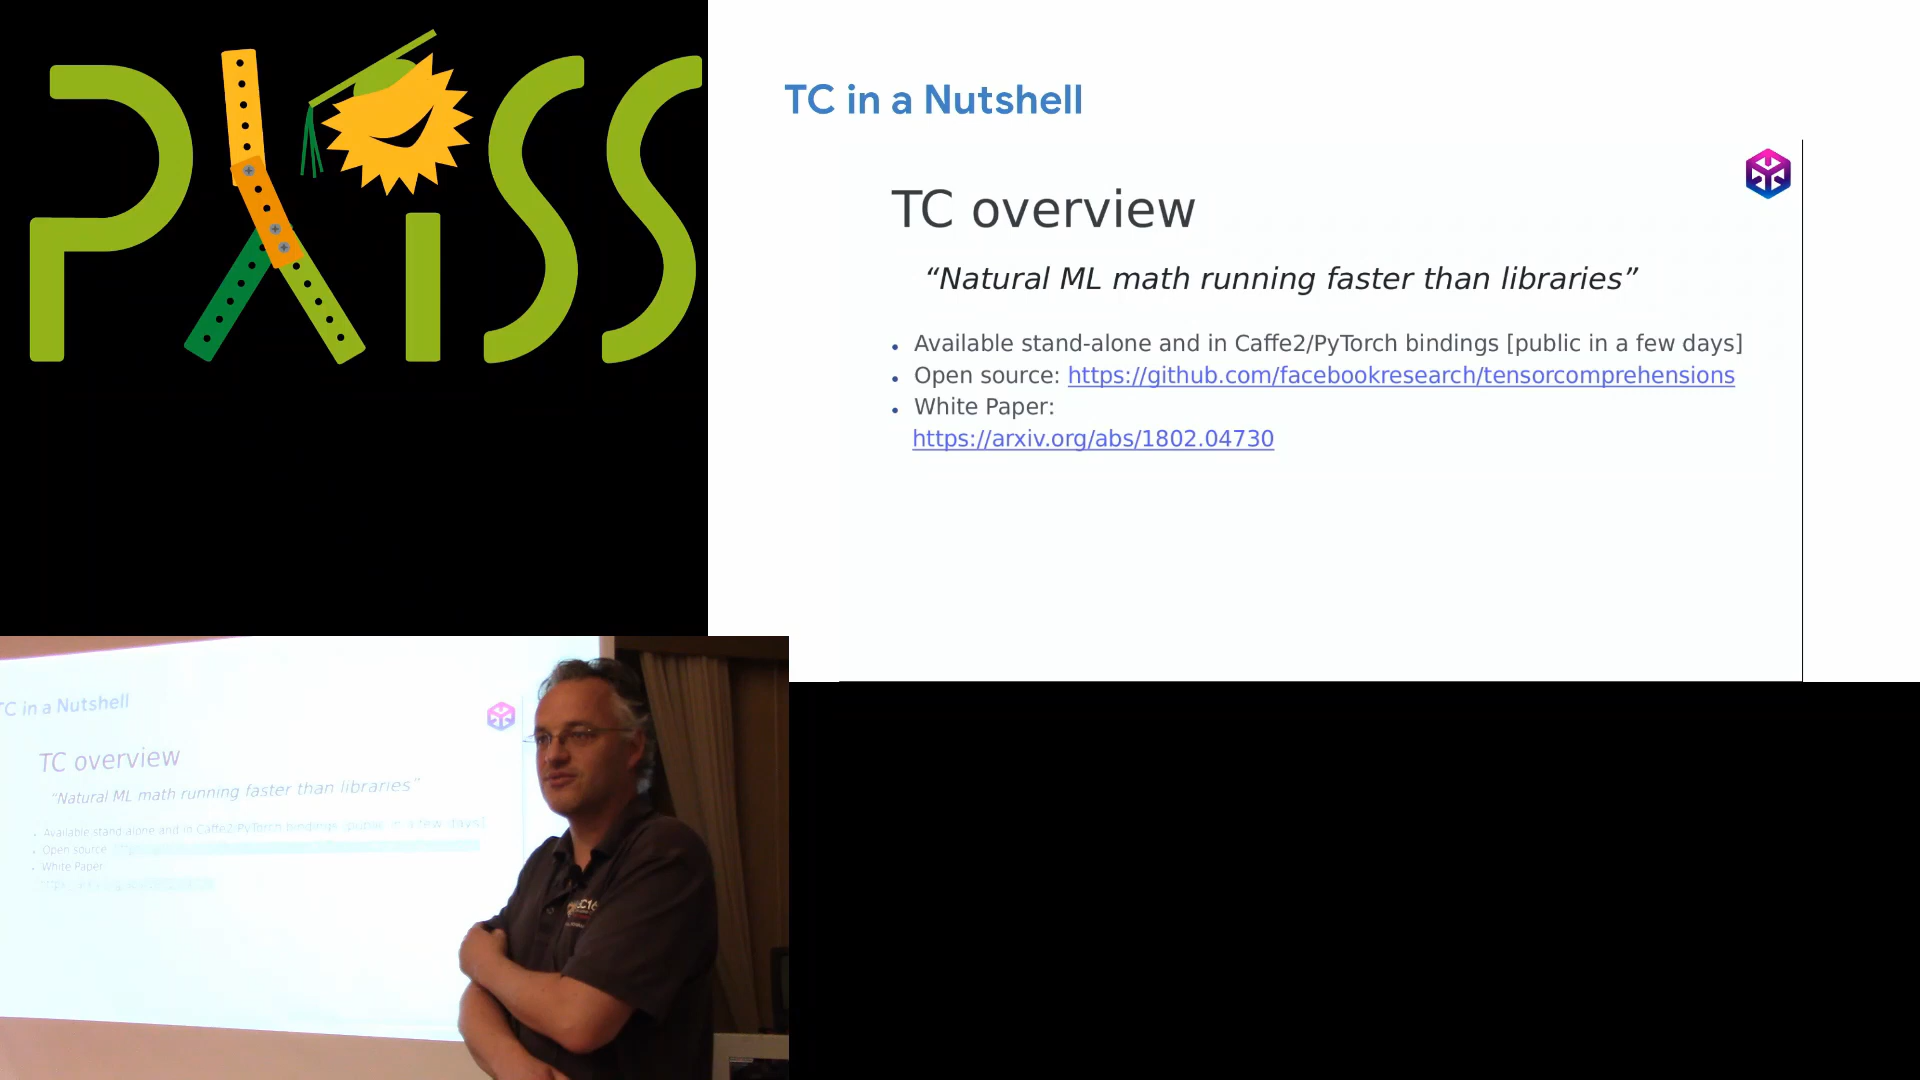 PLISS
TC in a Nutshell
TC overview
“Natural ML math running faster than libraries”
• Available stand-alone and in Caffe2/PyTorch bindings [public in a few days]
• Open source: https://github.com/facebookresearch/tensorcomprehensions
• White Paper:
https://arxiv.org/abs/1802.04730
TC in a Nutshell
TC overview
“Natural ML math running faster than libraries”
• Available stand-alone and in Caffe2/PyTorch bindings [public in a few days]
• Open source
• White Paper